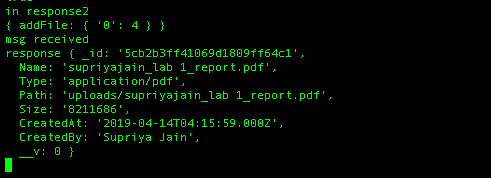 in response2
{ addFile: { '0': 4 } }
msg received
response { _id: '5cb2b3ff41069d1809ff64c1',
Name: 'supriyajain_lab 1_report.pdf',
Type: 'application/pdf',
Path: 'uploads/supriyajain_lab 1_report.pdf',
Size: '8211686',
CreatedAt: '2019-04-14T04:15:59.000Z',
CreatedBy: 'Supriya Jain',
__v: 0 }